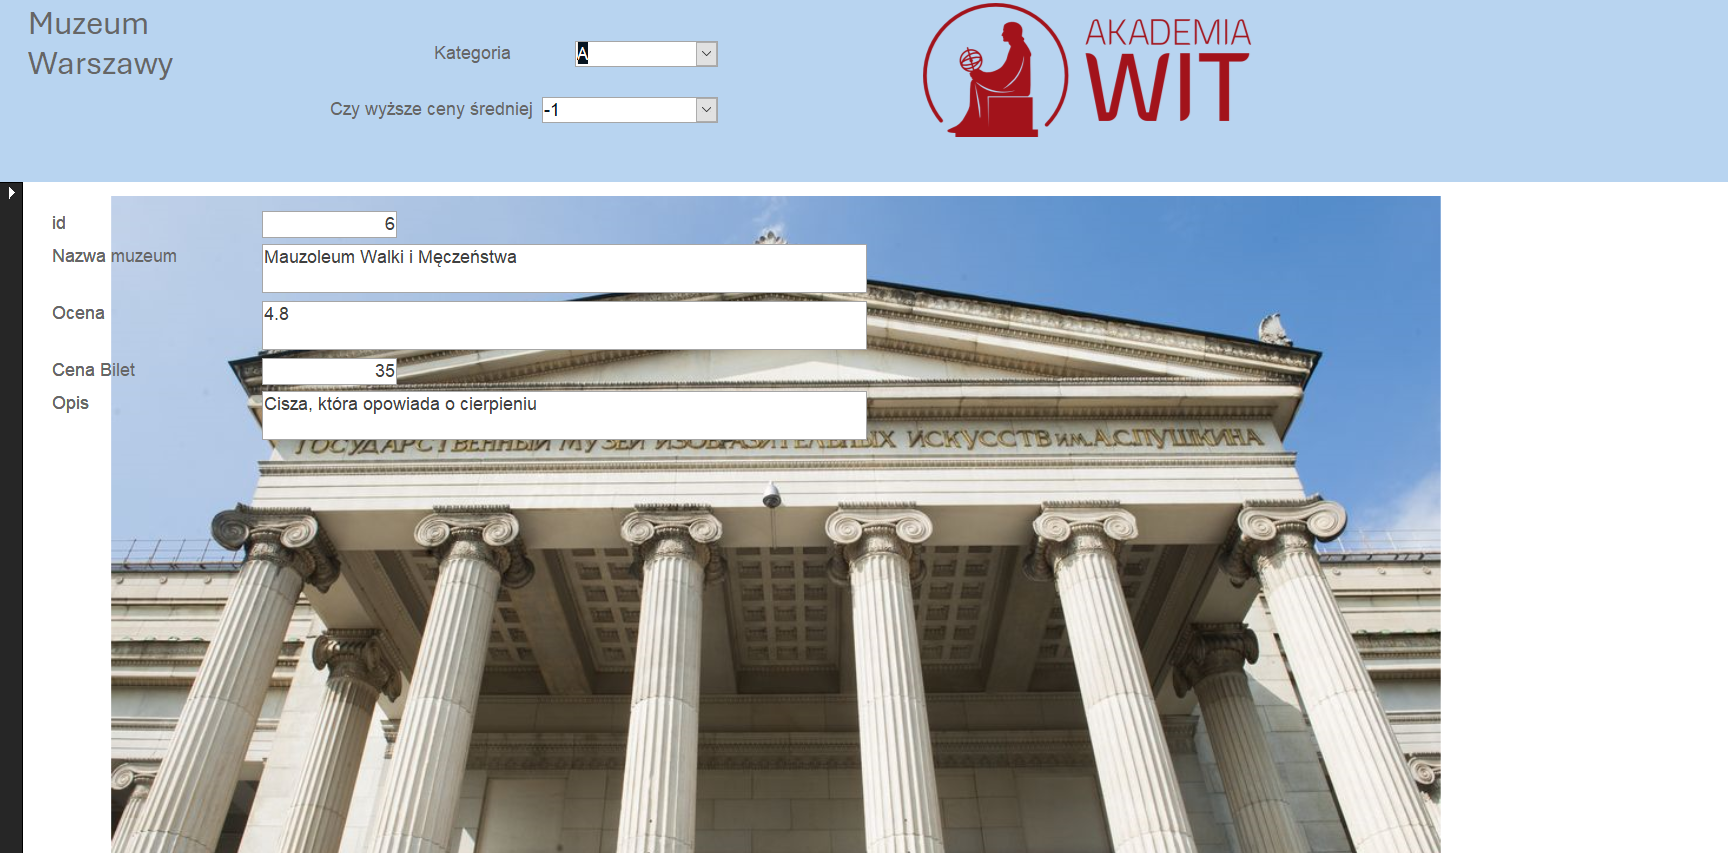 Muzeum
Warszawy
Kategoria A
Czy wyższe ceny średniej -1
AKADEMIA
WIT
id 6
Nazwa muzeum Mauzoleum Walki i Męczeństwa
Ocena 4.8
Cena Bilet 35
Opis Cisza, która opowiada o cierpieniu
ГОСУДАРСТВЕННЫЙ МУЗЕЙ ИЗОБРАЗИТЕЛЬНЫХ ИСКУССТВ ИМ. А.С.ПУШКИНА